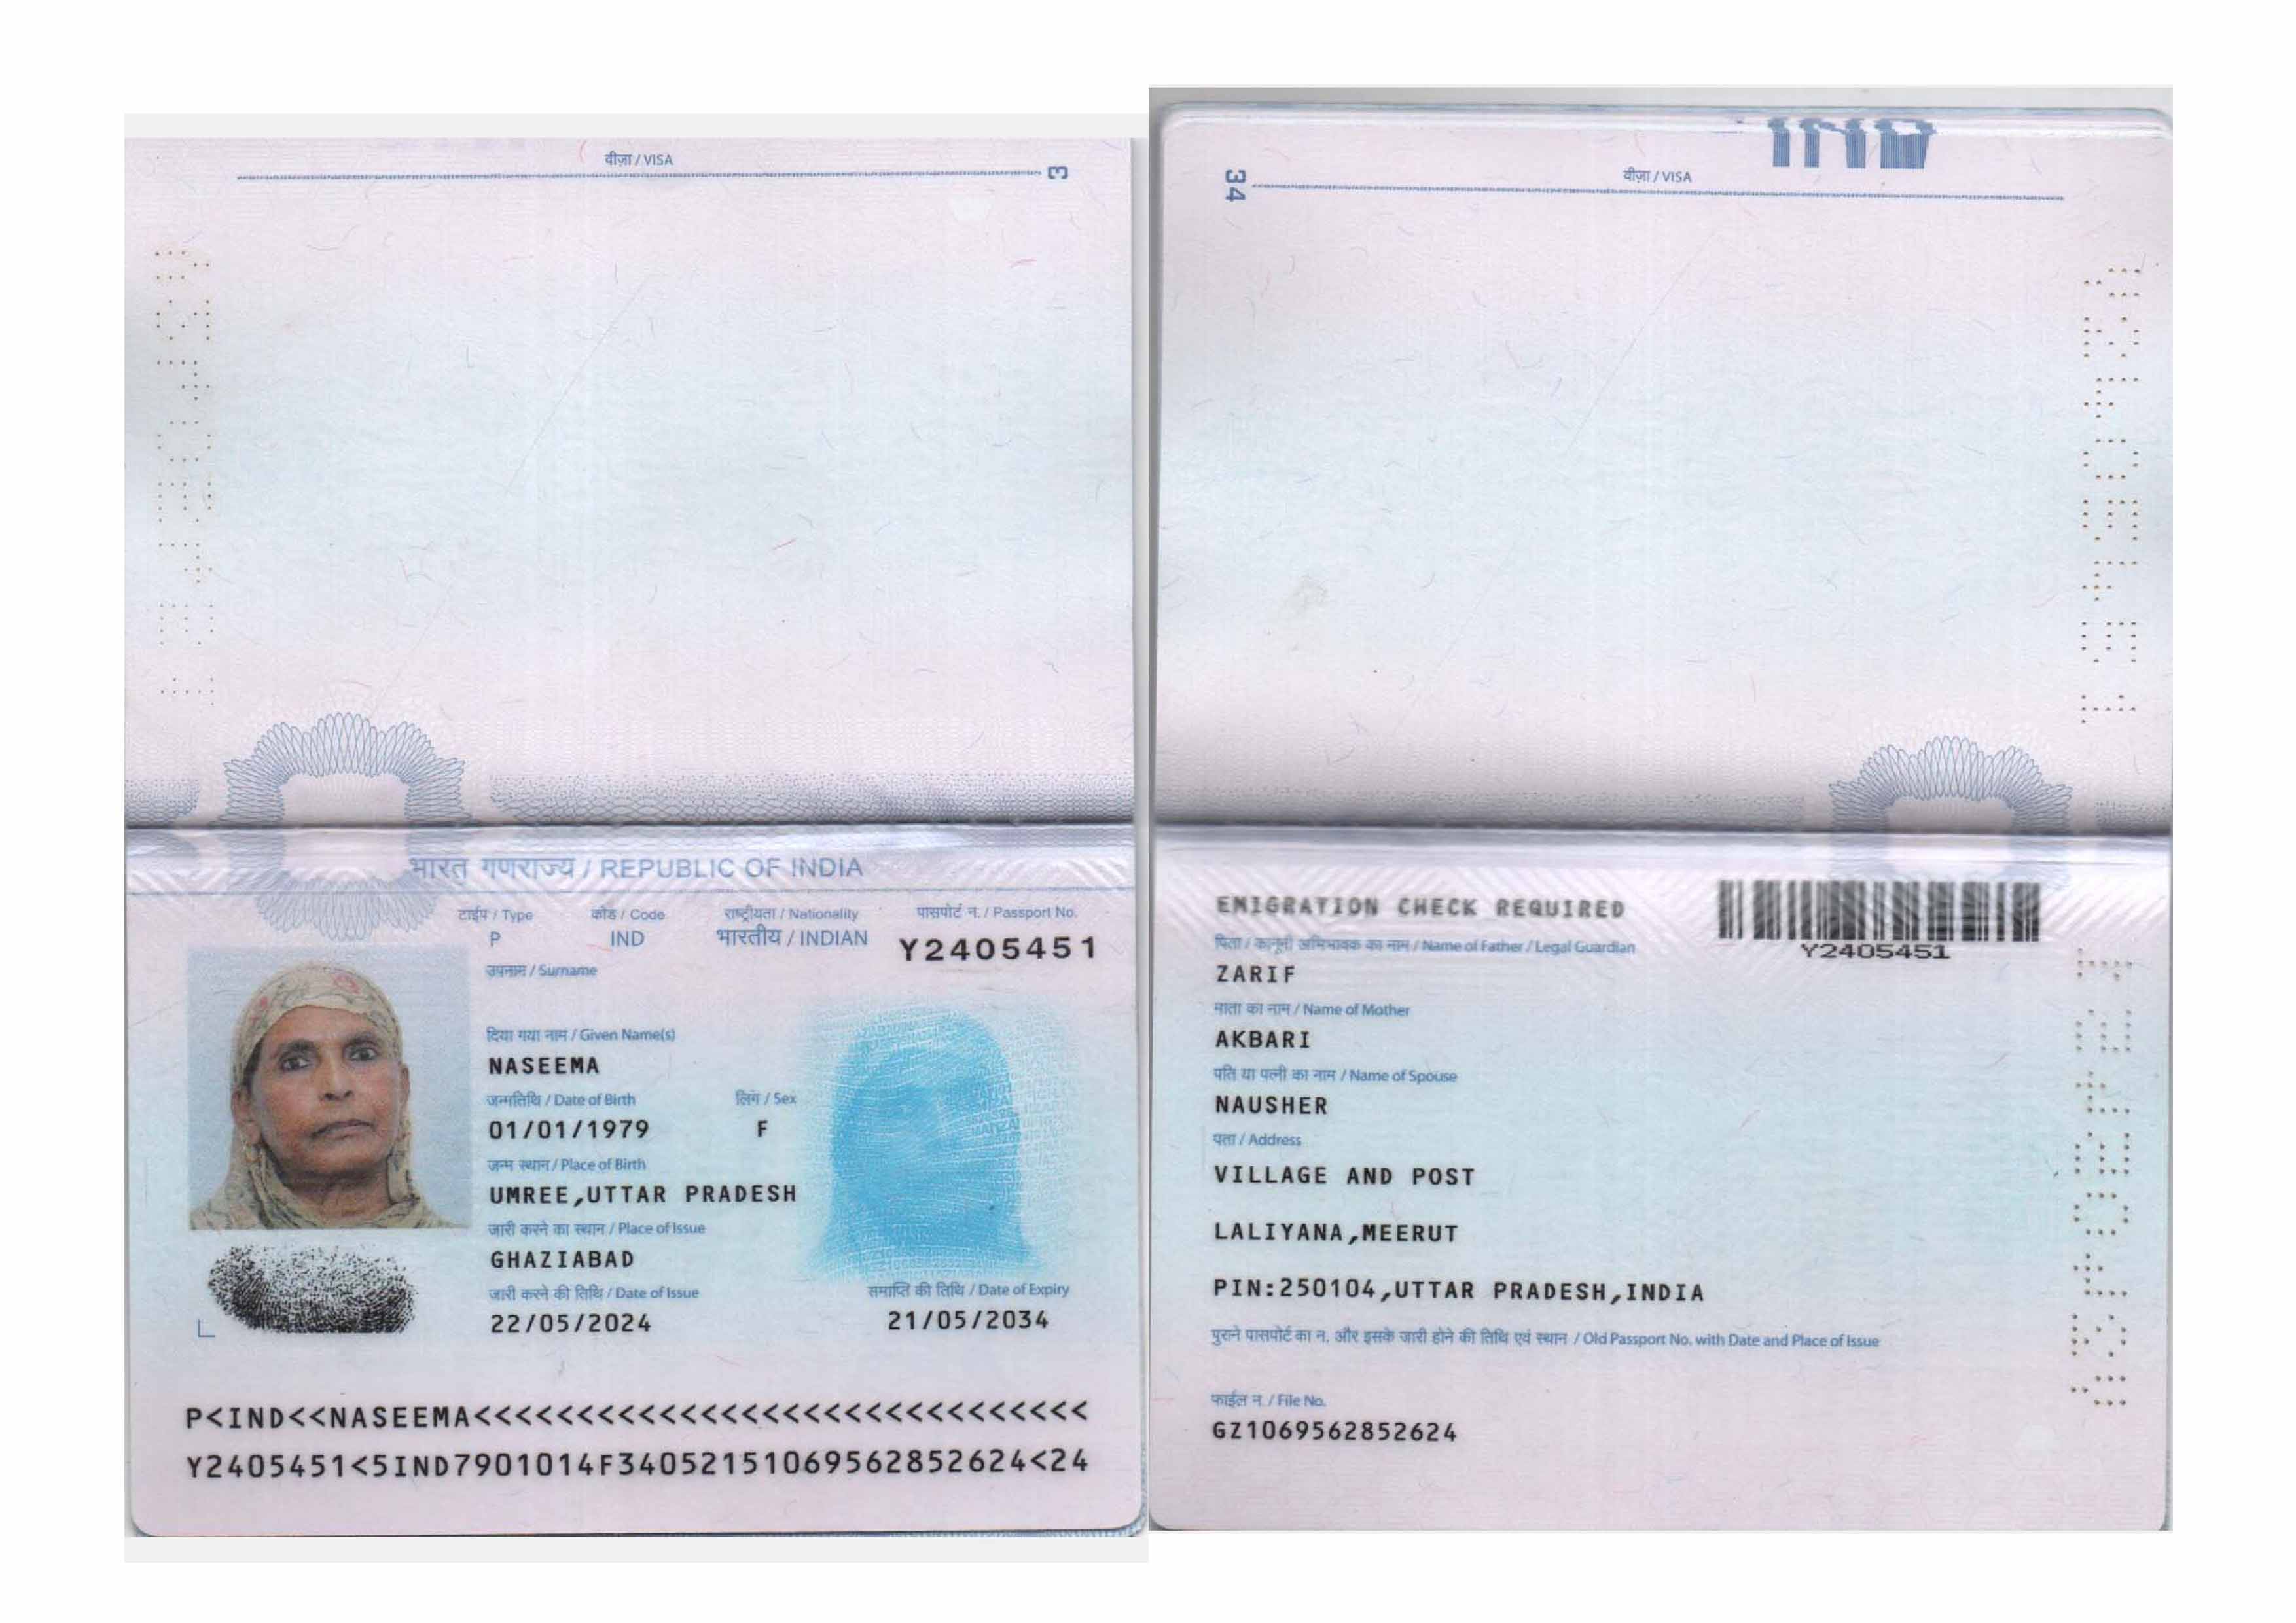 वीज़ा / VISA
3
भारत गणराज्य / REPUBLIC OF INDIA
टाईप / Type कोड / Code राष्ट्रीयता / Nationality पासपोर्ट न. / Passport No.
P IND भारतीय / INDIAN Y2405451
उपनाम / Surname
दिया गया नाम / Given Name(s)
NASEEMA
जन्मतिथि / Date of Birth लिंग / Sex
01/01/1979 F
जन्म स्थान / Place of Birth
UMREE,UTTAR PRADESH
जारी करने का स्थान / Place of Issue
GHAZIABAD
जारी करने की तिथि / Date of Issue समाप्ति की तिथि / Date of Expiry
22/05/2024 21/05/2034
P<IND<<NASEEMA<<<<<<<<<<<<<<<<<<<<<<<<<<<<<<
Y2405451<5IND7901014F34052151069562852624<24
IND
34
वीज़ा / VISA
EMIGRATION CHECK REQUIRED
Y2405451
पिता / कानूनी अभिभावक का नाम / Name of Father / Legal Guardian
ZARIF
माता का नाम / Name of Mother
AKBARI
पति या पत्नी का नाम / Name of Spouse
NAUSHER
पता / Address
VILLAGE AND POST
LALIYANA,MEERUT
PIN:250104,UTTAR PRADESH,INDIA
पुराने पासपोर्ट का न. और इसके जारी होने की तिथि एवं स्थान / Old Passport No. with Date and Place of Issue
फाईल न. / File No.
GZ1069562852624